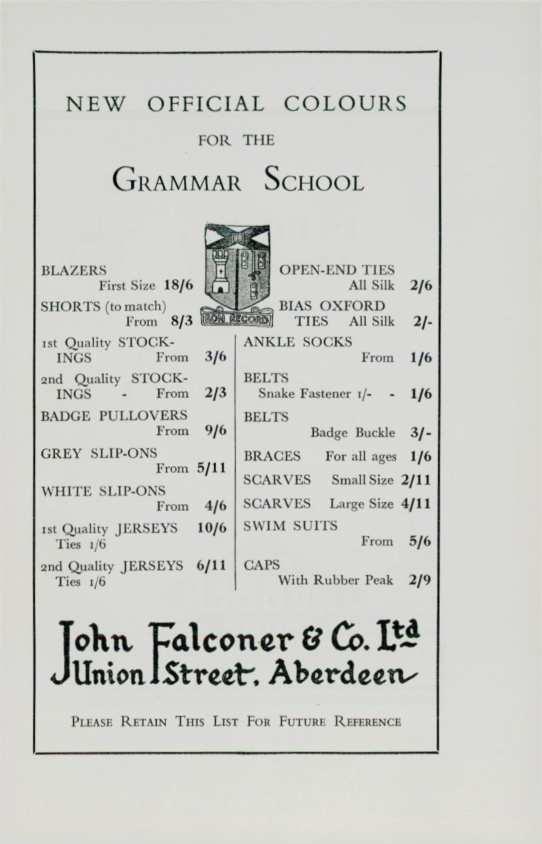 NEW OFFICIAL COLOURS
FOR THE
GRAMMAR SCHOOL
BLAZERS
First Size 18/6
SHORTS (to match)
From 8/3
1st Quality STOCK-
INGS From 3/6
2nd Quality STOCK-
INGS - From 2/3
BADGE PULLOVERS
From 9/6
GREY SLIP-ONS
From 5/11
WHITE SLIP-ONS
From 4/6
1st Quality JERSEYS 10/6
Ties 1/6
2nd Quality JERSEYS 6/11
Ties 1/6
BON RECORD
OPEN-END TIES
All Silk 2/6
BIAS OXFORD
TIES All Silk 2/-
ANKLE SOCKS
From 1/6
BELTS
Snake Fastener 1/- - 1/6
BELTS
Badge Buckle 3/-
BRACES For all ages 1/6
SCARVES Small Size 2/11
SCARVES Large Size 4/11
SWIM SUITS
From 5/6
CAPS
With Rubber Peak 2/9
John Falconer & Co. Ltd
Union Street, Aberdeen
PLEASE RETAIN THIS LIST FOR FUTURE REFERENCE